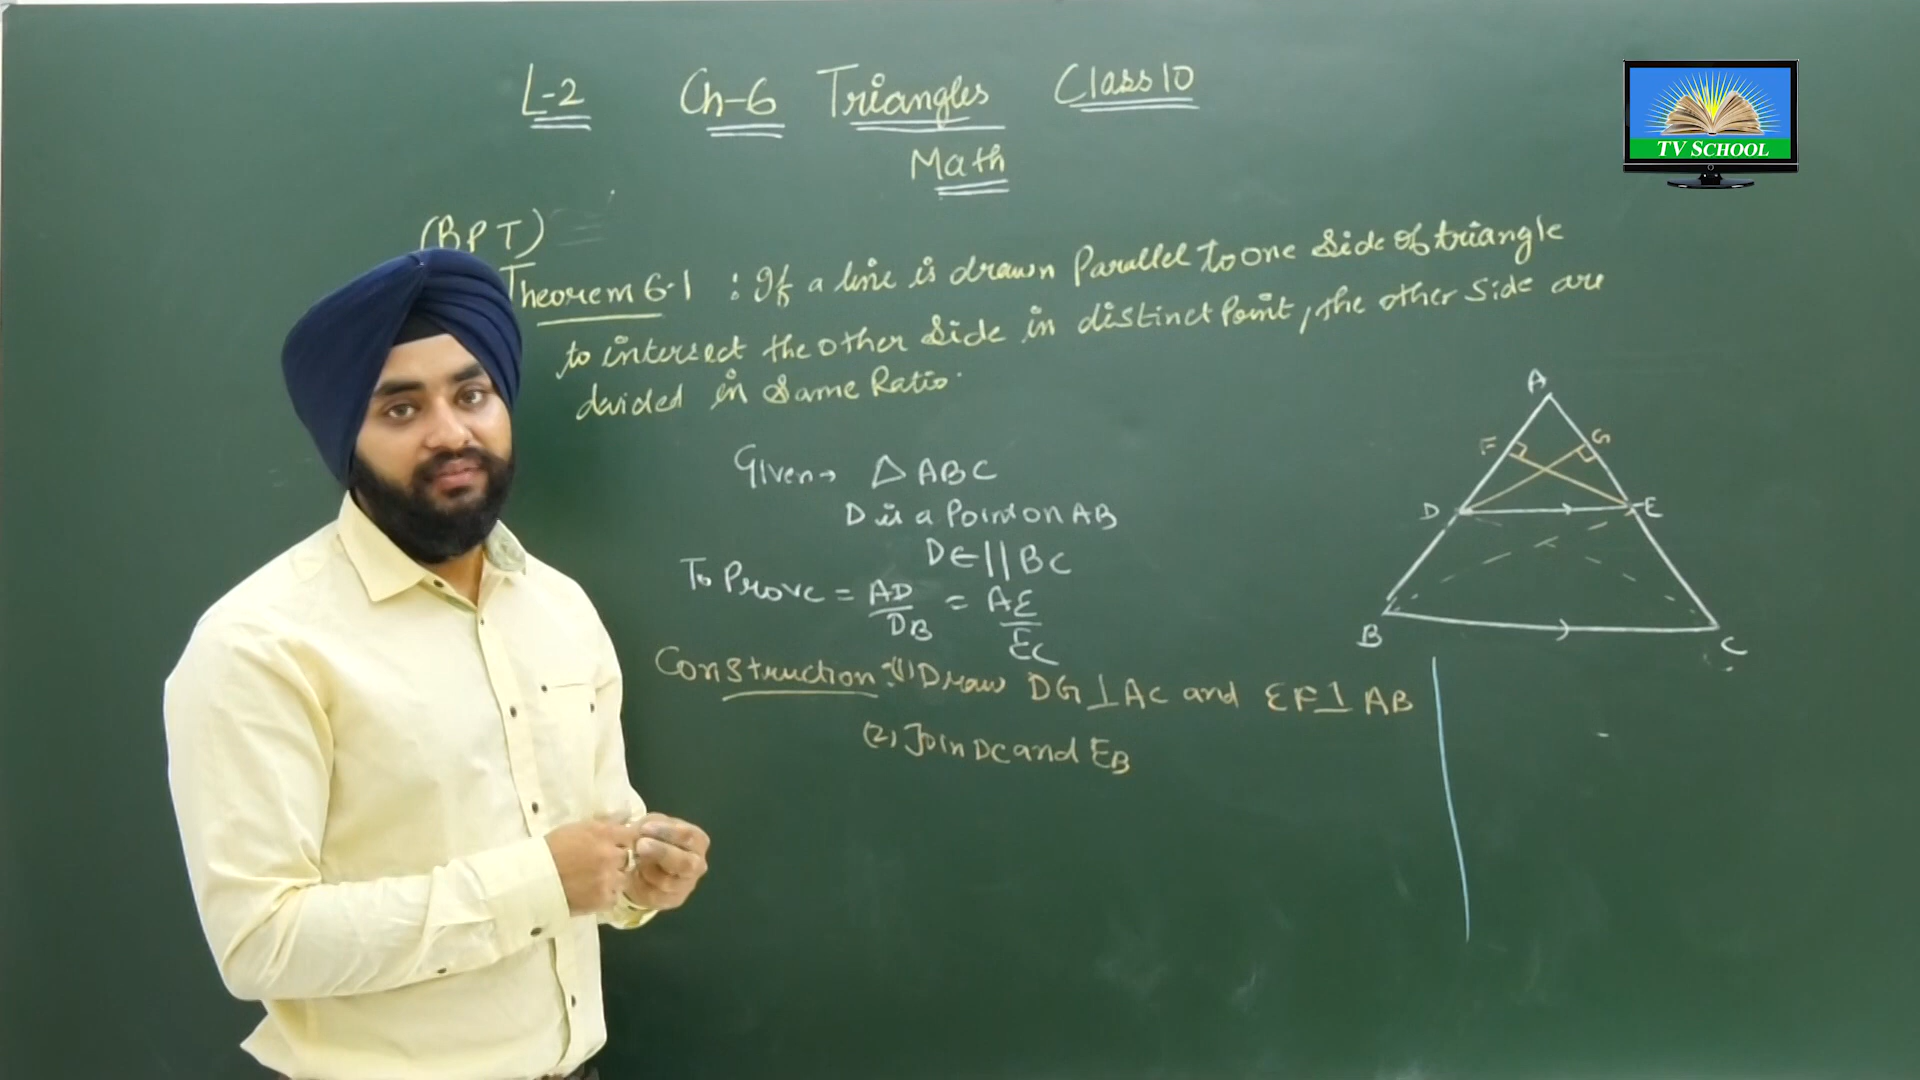 L-2 Ch-6 Triangles Class 10
Math
TV SCHOOL
(BPT)
Theorem 6.1 : If a line is drawn Parallel to one Side of triangle
to intersect the other Side in distinct Point, the other side are
devided in Same Ratio.
Given → △ ABC
D is a Point on AB
DE || BC
To Prove = AD/DB = AE/EC
Construction: (1) Draw DG ⊥ AC and EF ⊥ AB
(2) Join DC and EB
A
F G
D E
B C